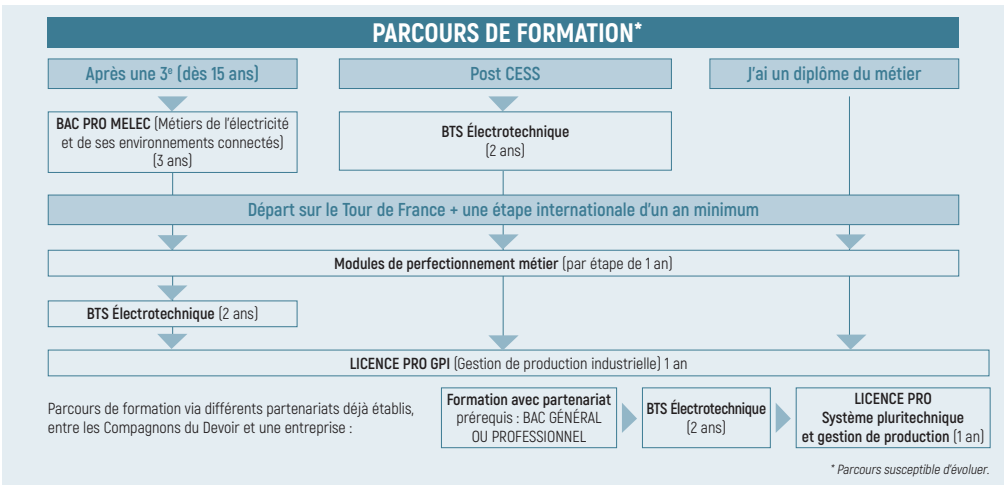 PARCOURS DE FORMATION*
Après une 3e (dès 15 ans)
Post CESS
J'ai un diplôme du métier
BAC PRO MELEC (Métiers de l'électricité
et de ses environnements connectés)
(3 ans)
BTS Électrotechnique
(2 ans)
Départ sur le Tour de France + une étape internationale d'un an minimum
Modules de perfectionnement métier (par étape de 1 an)
BTS Électrotechnique (2 ans)
LICENCE PRO GPI (Gestion de production industrielle) 1 an
Parcours de formation via différents partenariats déjà établis,
entre les Compagnons du Devoir et une entreprise :
Formation avec partenariat
prérequis : BAC GÉNÉRAL
OU PROFESSIONNEL
BTS Électrotechnique
(2 ans)
LICENCE PRO
Système pluritechnique
et gestion de production (1 an)
* Parcours susceptible d'évoluer.